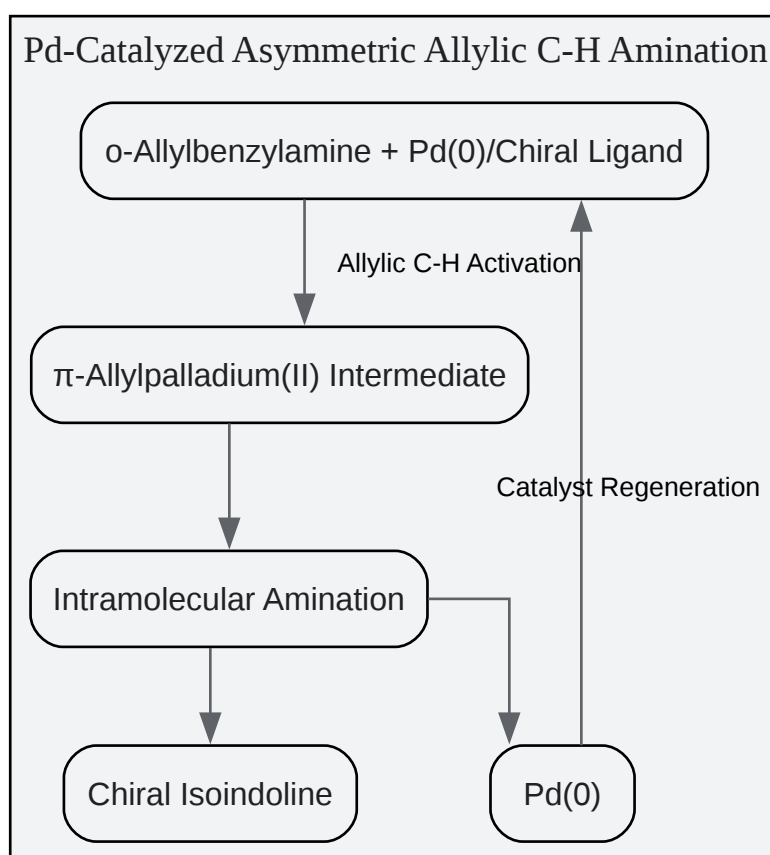 Pd-Catalyzed Asymmetric Allylic C-H Amination
o-Allylbenzylamine + Pd(0)/Chiral Ligand
Allylic C-H Activation
π-Allylpalladium(II) Intermediate
Catalyst Regeneration
Intramolecular Amination
Chiral Isoindoline
Pd(0)